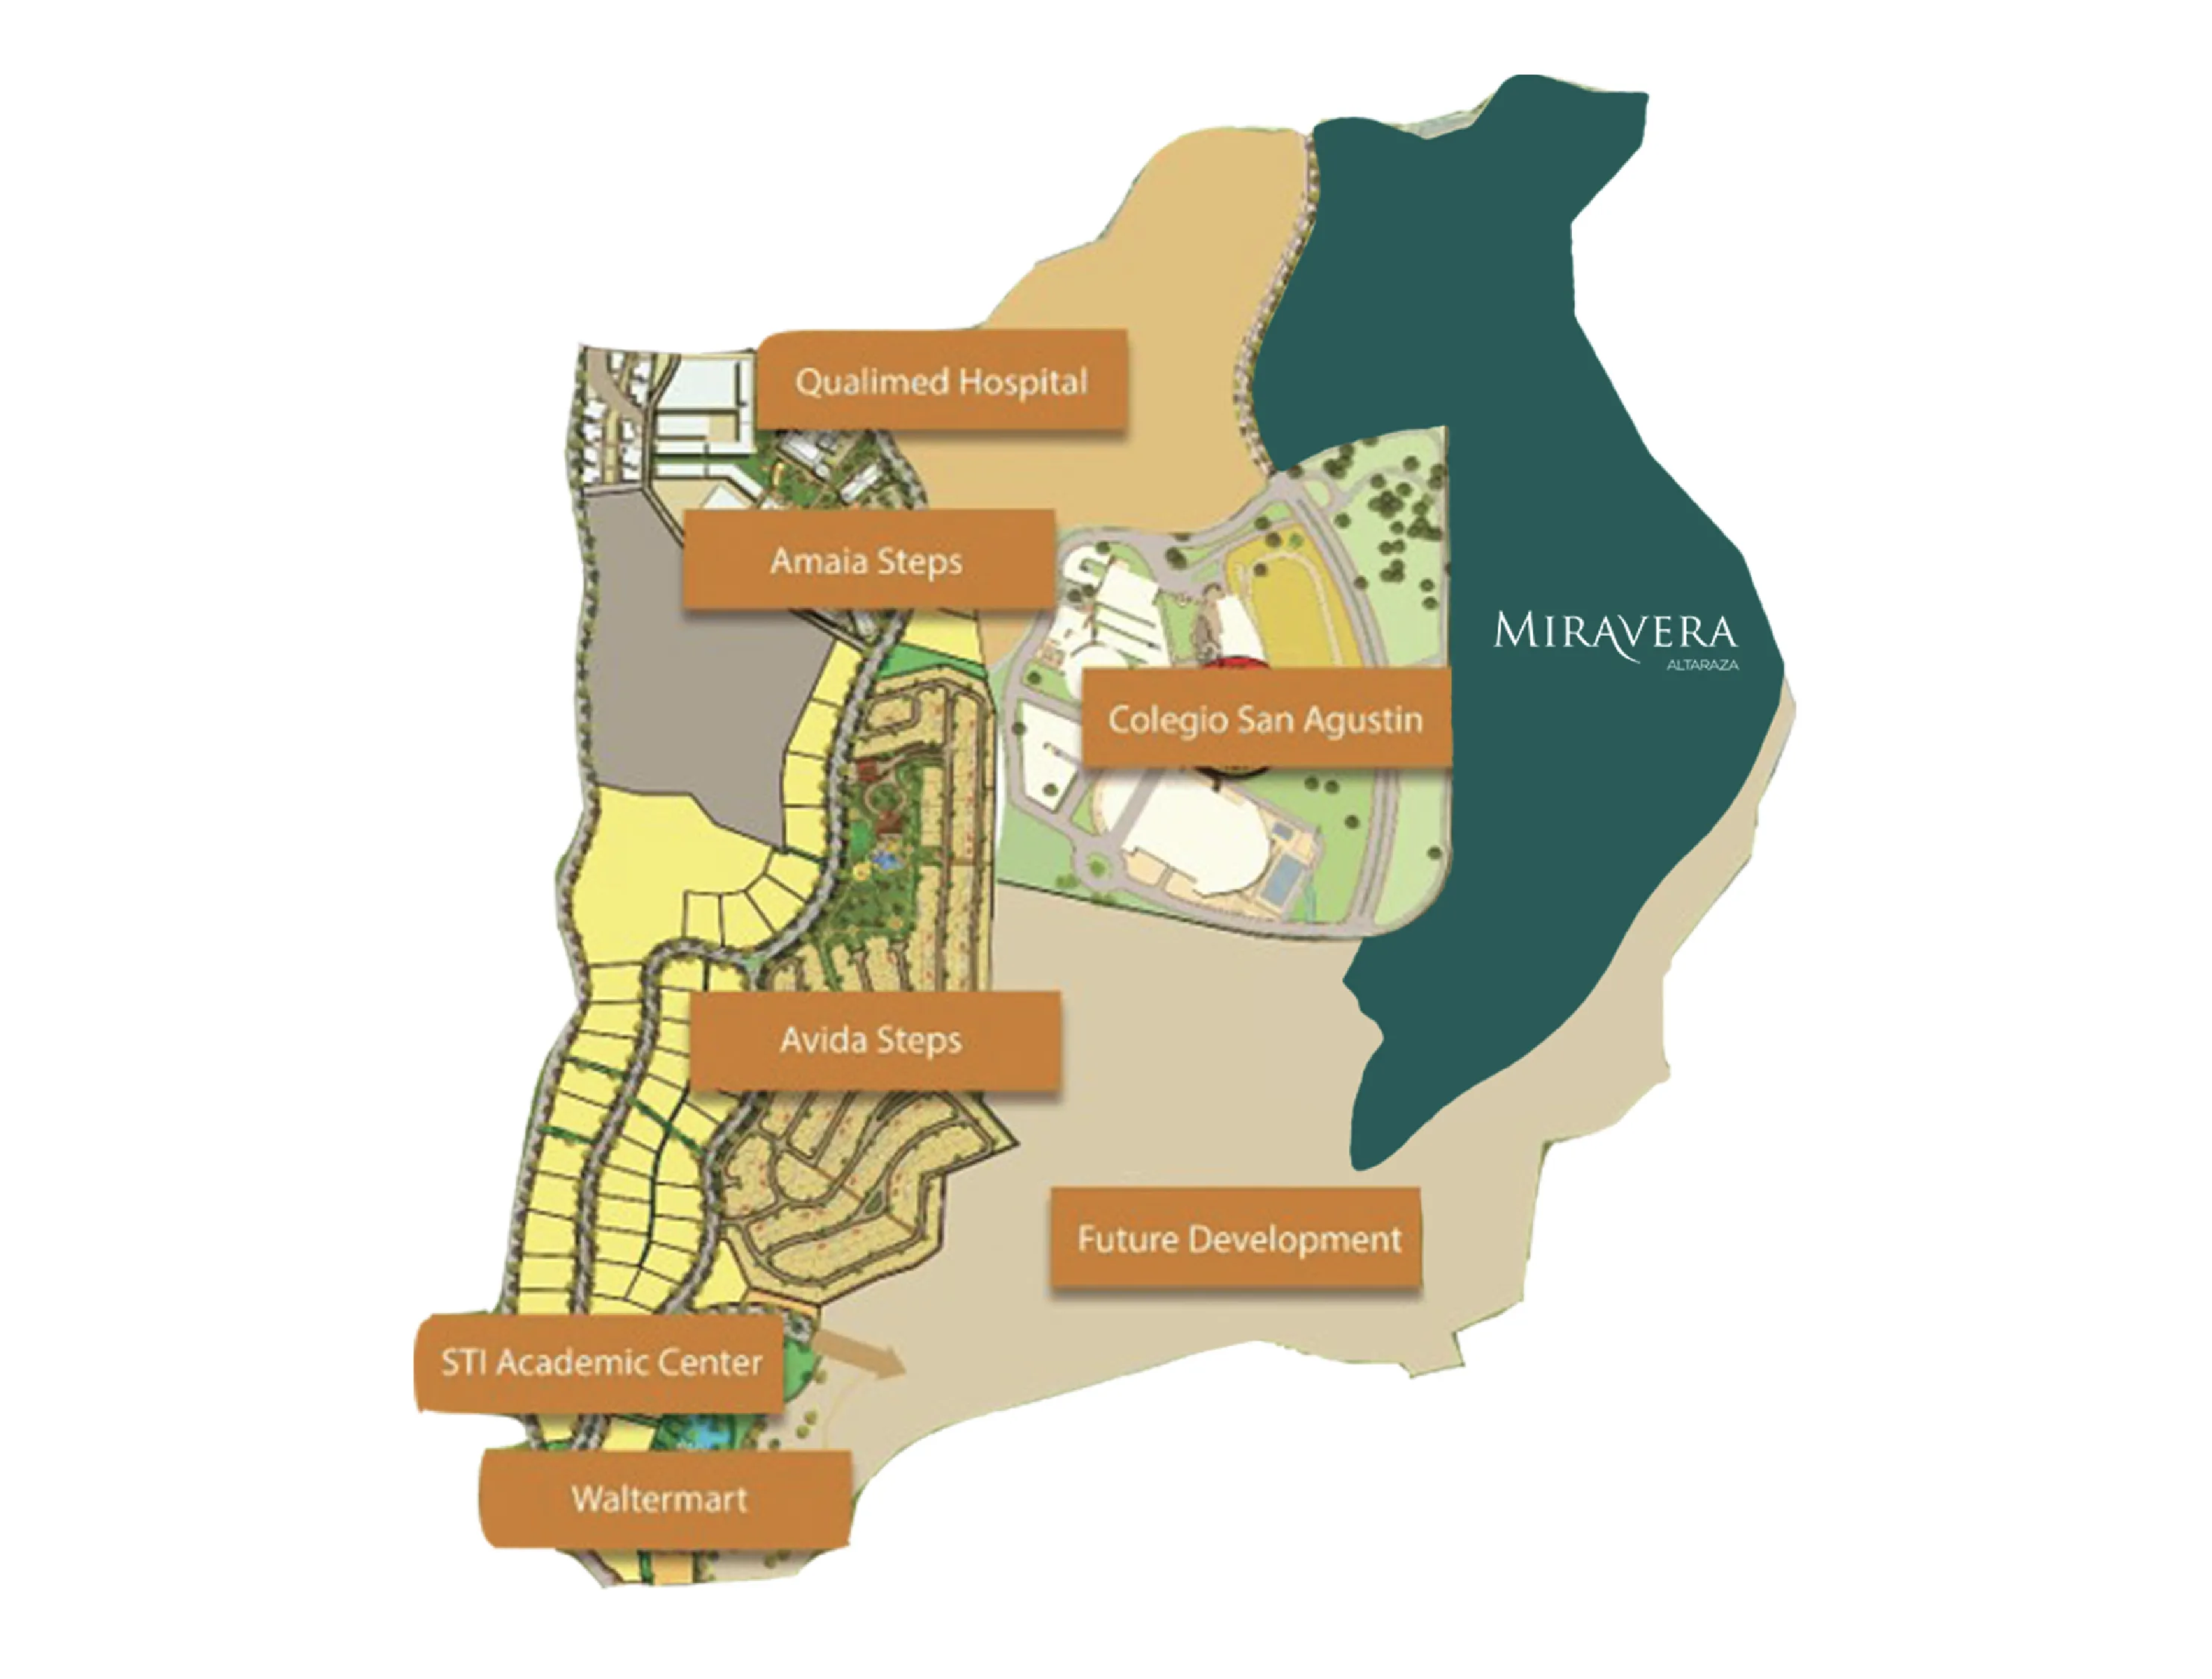 Qualimed Hospital
Amaia Steps
MIRAVERA
ALTARAZA
Colegio San Agustin
Avida Steps
Future Development
STI Academic Center
Waltermart